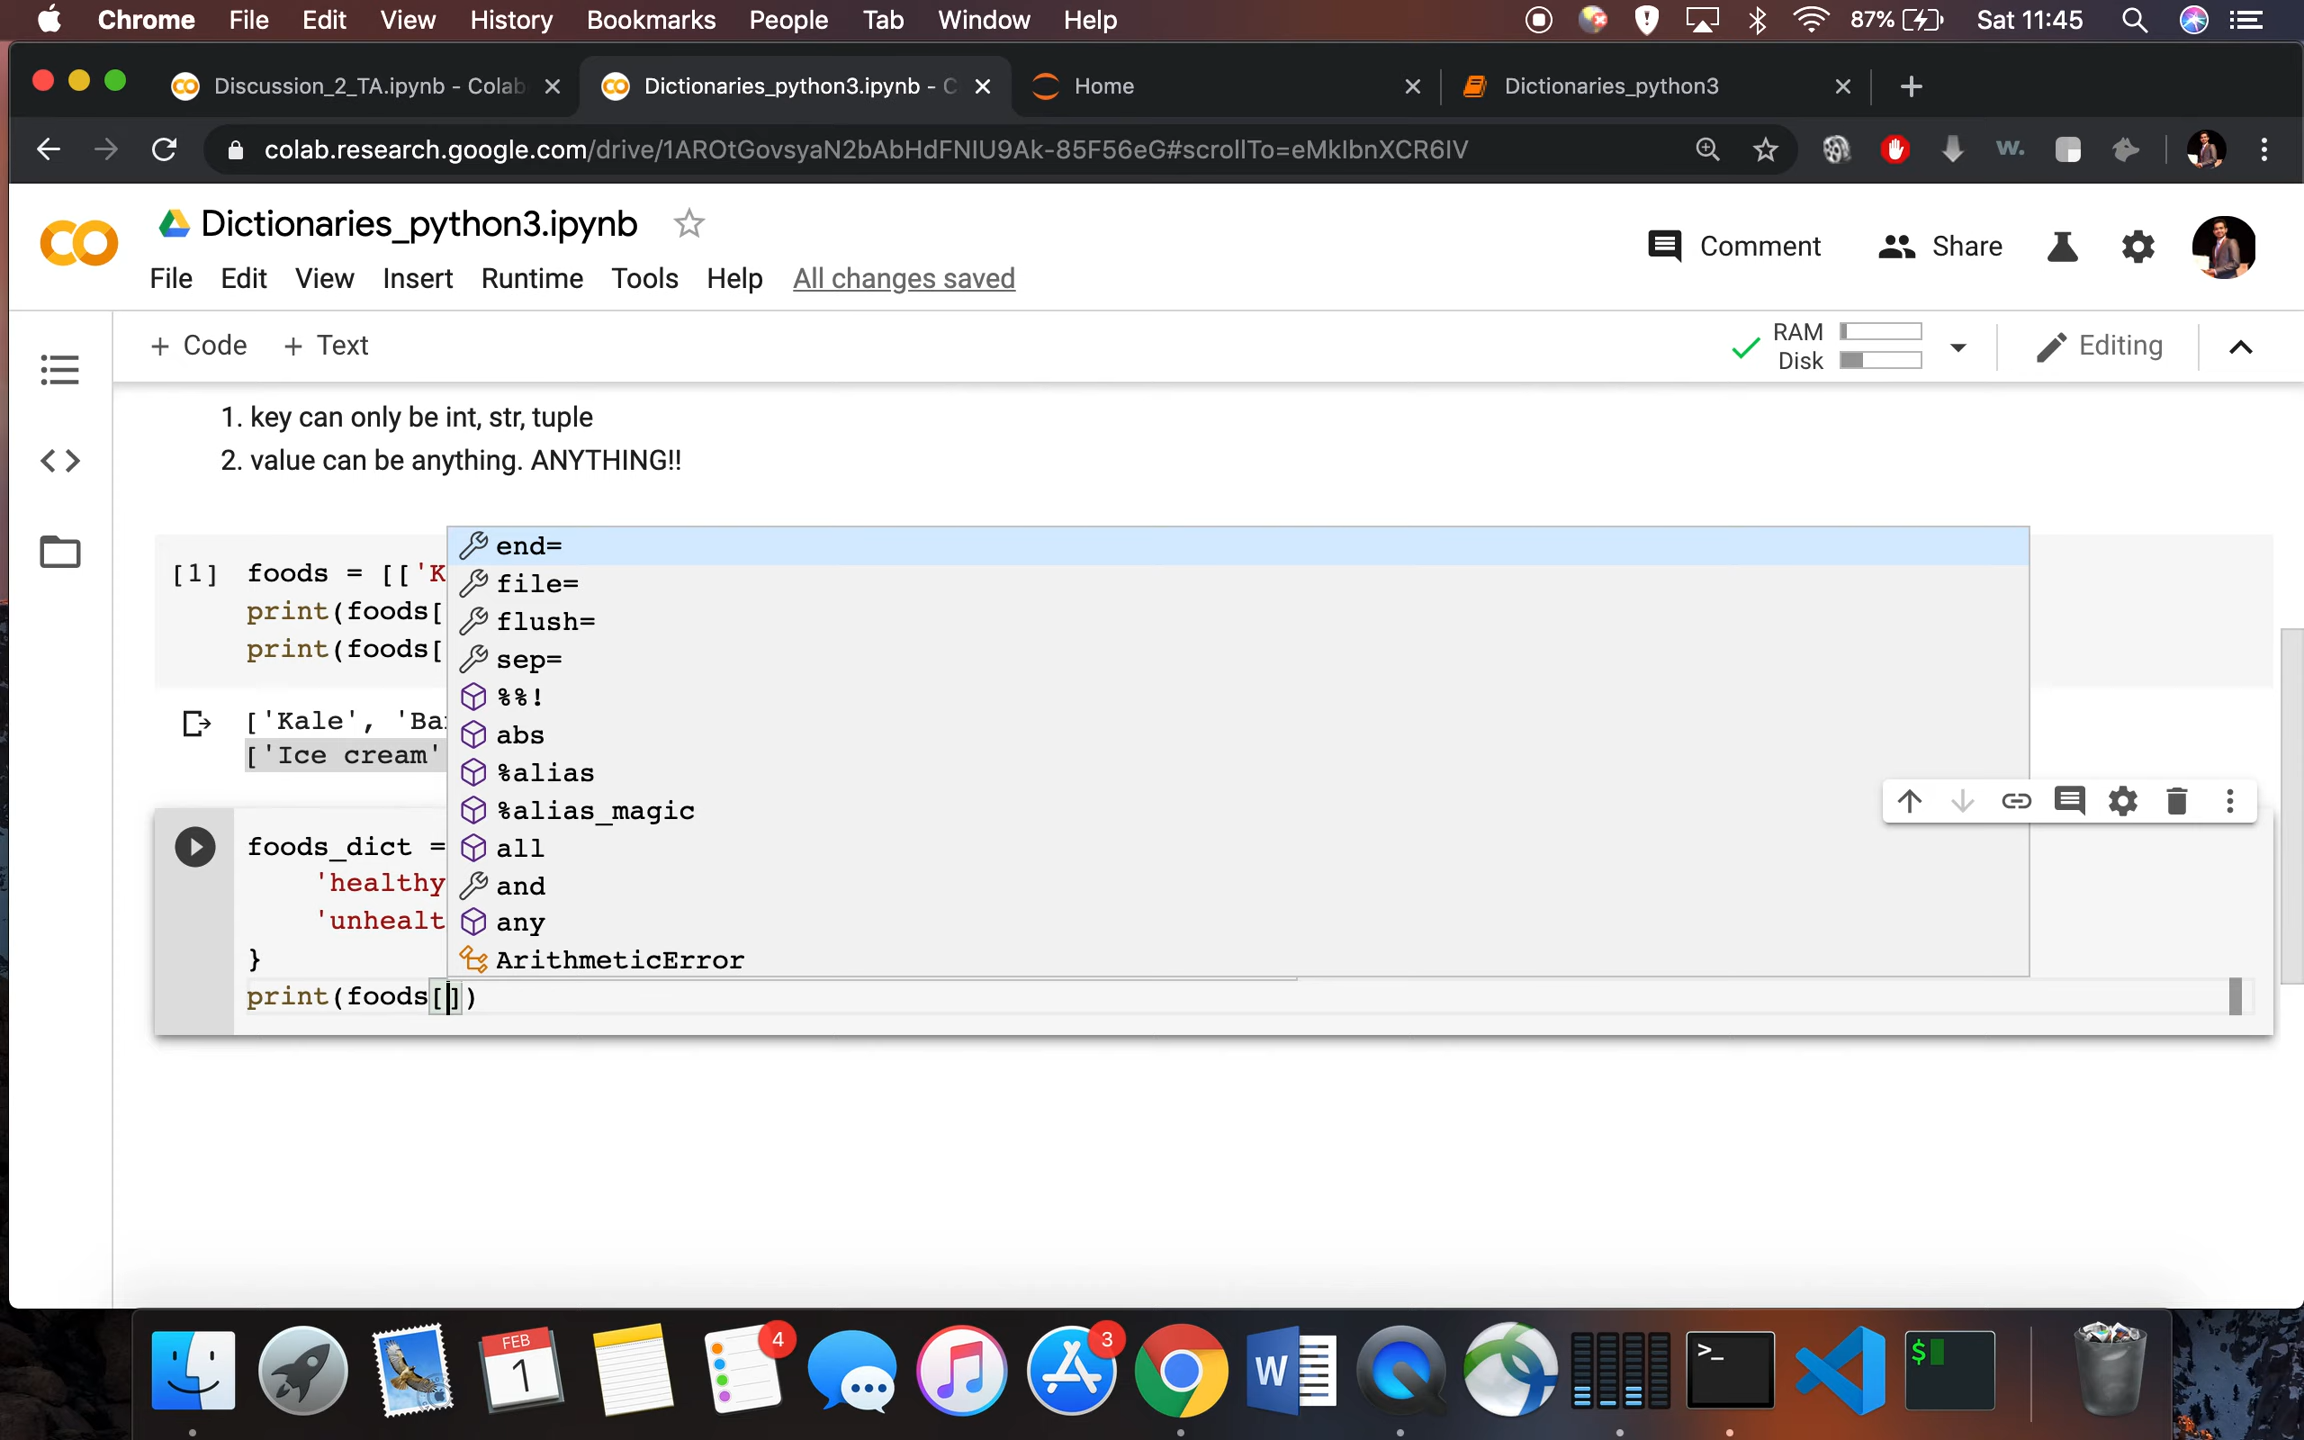 Chrome File Edit View History Bookmarks People Tab Window Help 87% Sat 11:45
Discussion_2_TA.ipynb - Colab Dictionaries_python3.ipynb - C Home Dictionaries_python3
colab.research.google.com/drive/1AROtGovsyaN2bAbHdFNIU9Ak-85F56eG#scrollTo=eMkIbnXCR6IV w.
Dictionaries_python3.ipynb
Comment Share
File Edit View Insert Runtime Tools Help All changes saved
+ Code + Text RAM Disk Editing
1. key can only be int, str, tuple
2. value can be anything. ANYTHING!!
end=
[1] foods = [['K
file=
print(foods[
flush=
print(foods[
sep=
%%!
['Kale', 'Ba
abs
['Ice cream'
%alias
%alias_magic
foods_dict =
all
'healthy
and
'unhealt
any
}
ArithmeticError
print(foods[])
FEB
1
4
3
W
>_
$